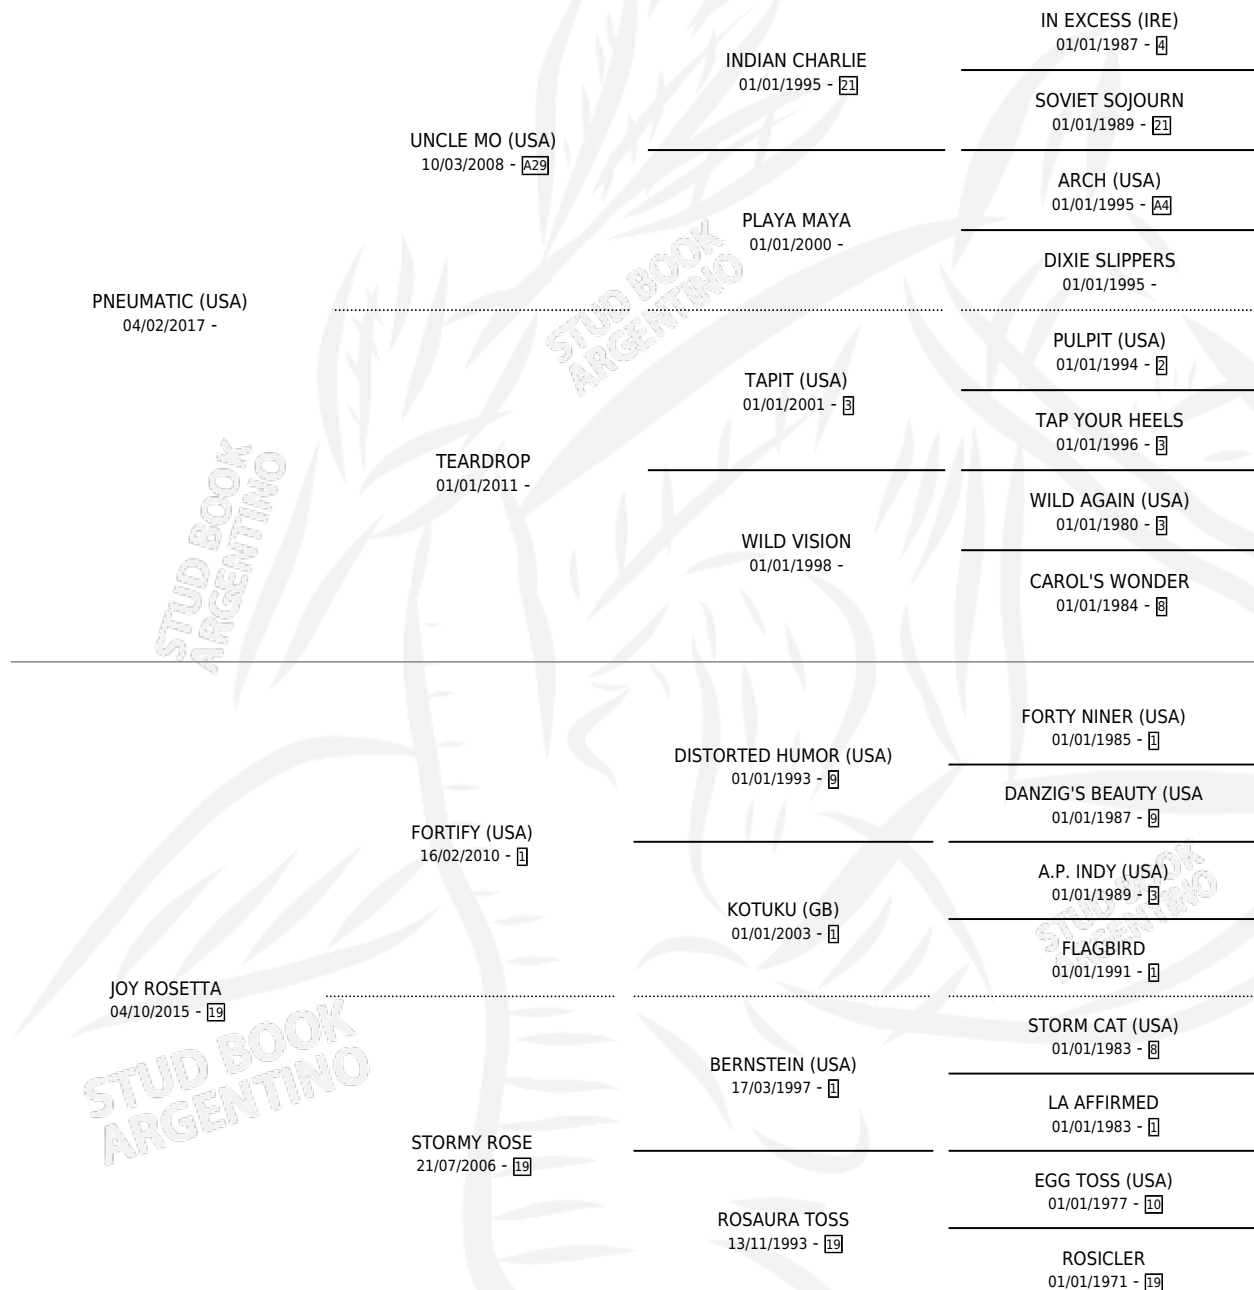 IN EXCESS (IRE)
01/01/1987 - 4
INDIAN CHARLIE
01/01/1995 - 21
SOVIET SOJOURN
01/01/1989 - 21
UNCLE MO (USA)
10/03/2008 - A29
ARCH (USA)
01/01/1995 - A4
PLAYA MAYA
01/01/2000 -
DIXIE SLIPPERS
01/01/1995 -
PNEUMATIC (USA)
04/02/2017 -
PULPIT (USA)
01/01/1994 - 2
TAPIT (USA)
01/01/2001 - 3
TAP YOUR HEELS
01/01/1996 - 3
TEARDROP
01/01/2011 -
WILD AGAIN (USA)
01/01/1980 - 3
WILD VISION
01/01/1998 -
CAROL'S WONDER
01/01/1984 - 8
FORTY NINER (USA)
01/01/1985 - 1
DISTORTED HUMOR (USA)
01/01/1993 - 9
DANZIG'S BEAUTY (USA
01/01/1987 - 9
FORTIFY (USA)
16/02/2010 - 1
A.P. INDY (USA)
01/01/1989 - 3
KOTUKU (GB)
01/01/2003 - 1
FLAGBIRD
01/01/1991 - 1
JOY ROSETTA
04/10/2015 - 19
STORM CAT (USA)
01/01/1983 - 8
BERNSTEIN (USA)
17/03/1997 - 1
LA AFFIRMED
01/01/1983 - 1
STORMY ROSE
21/07/2006 - 19
EGG TOSS (USA)
01/01/1977 - 10
ROSAURA TOSS
13/11/1993 - 19
ROSICLER
01/01/1971 - 19
STUD BOOK
ARGENTINO
STUD BOOK
ARGENTINO
STUD BOOK
ARGENTINO
STUD BOOK
ARGENTINO